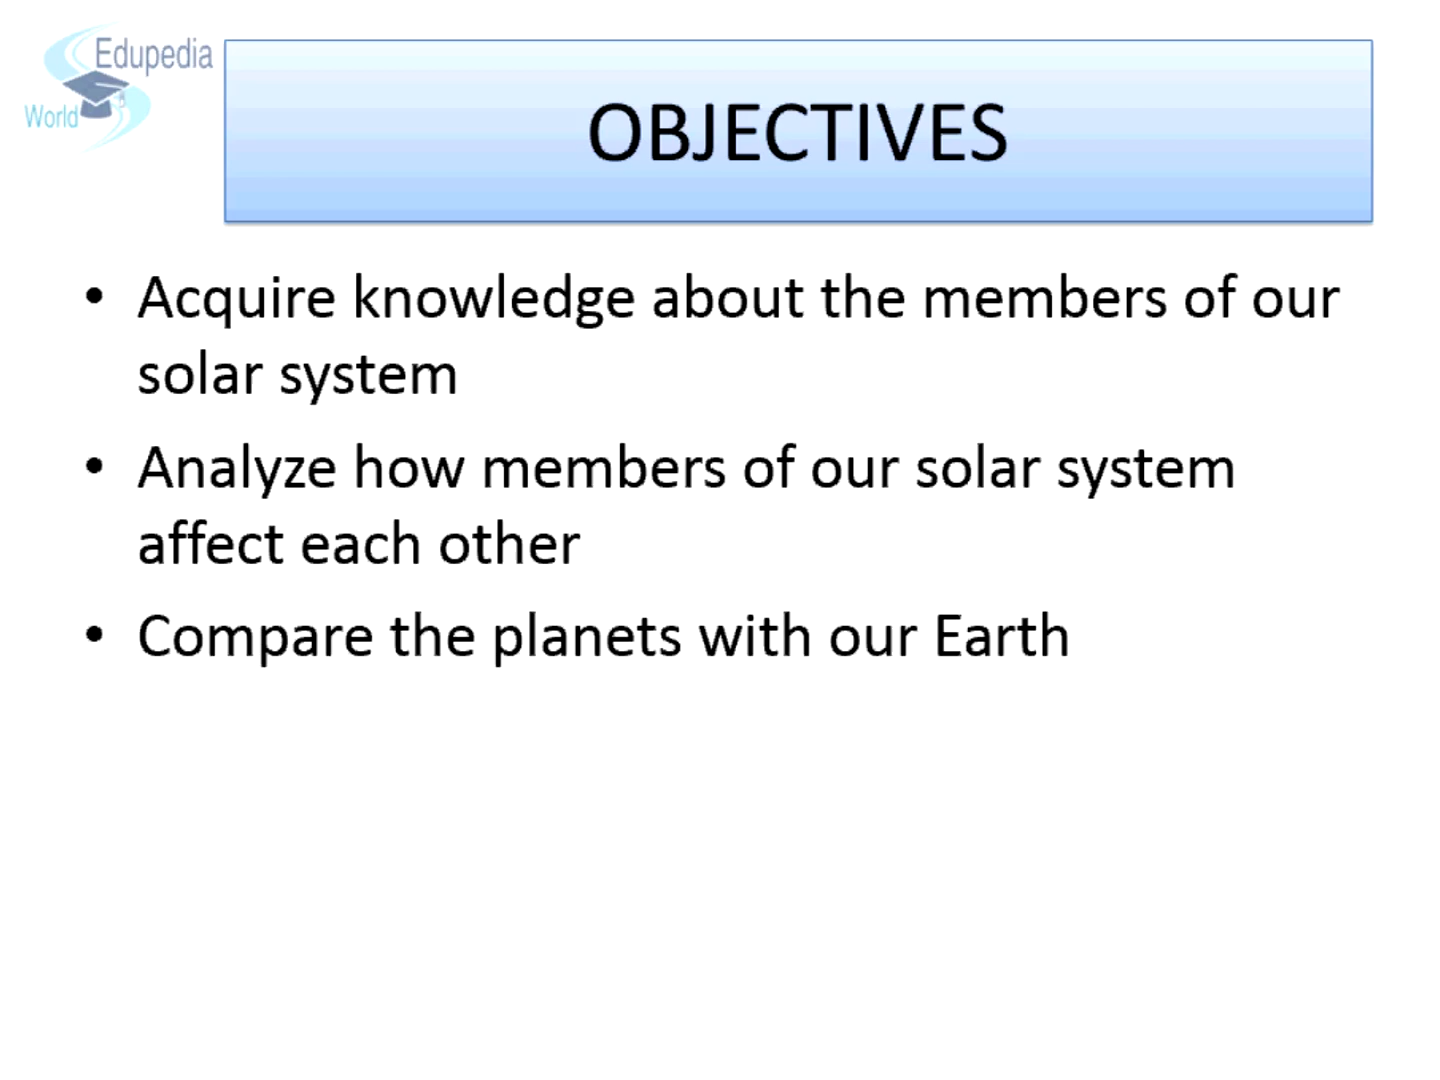 Edupedia
World
OBJECTIVES
• Acquire knowledge about the members of our
solar system
• Analyze how members of our solar system
affect each other
• Compare the planets with our Earth